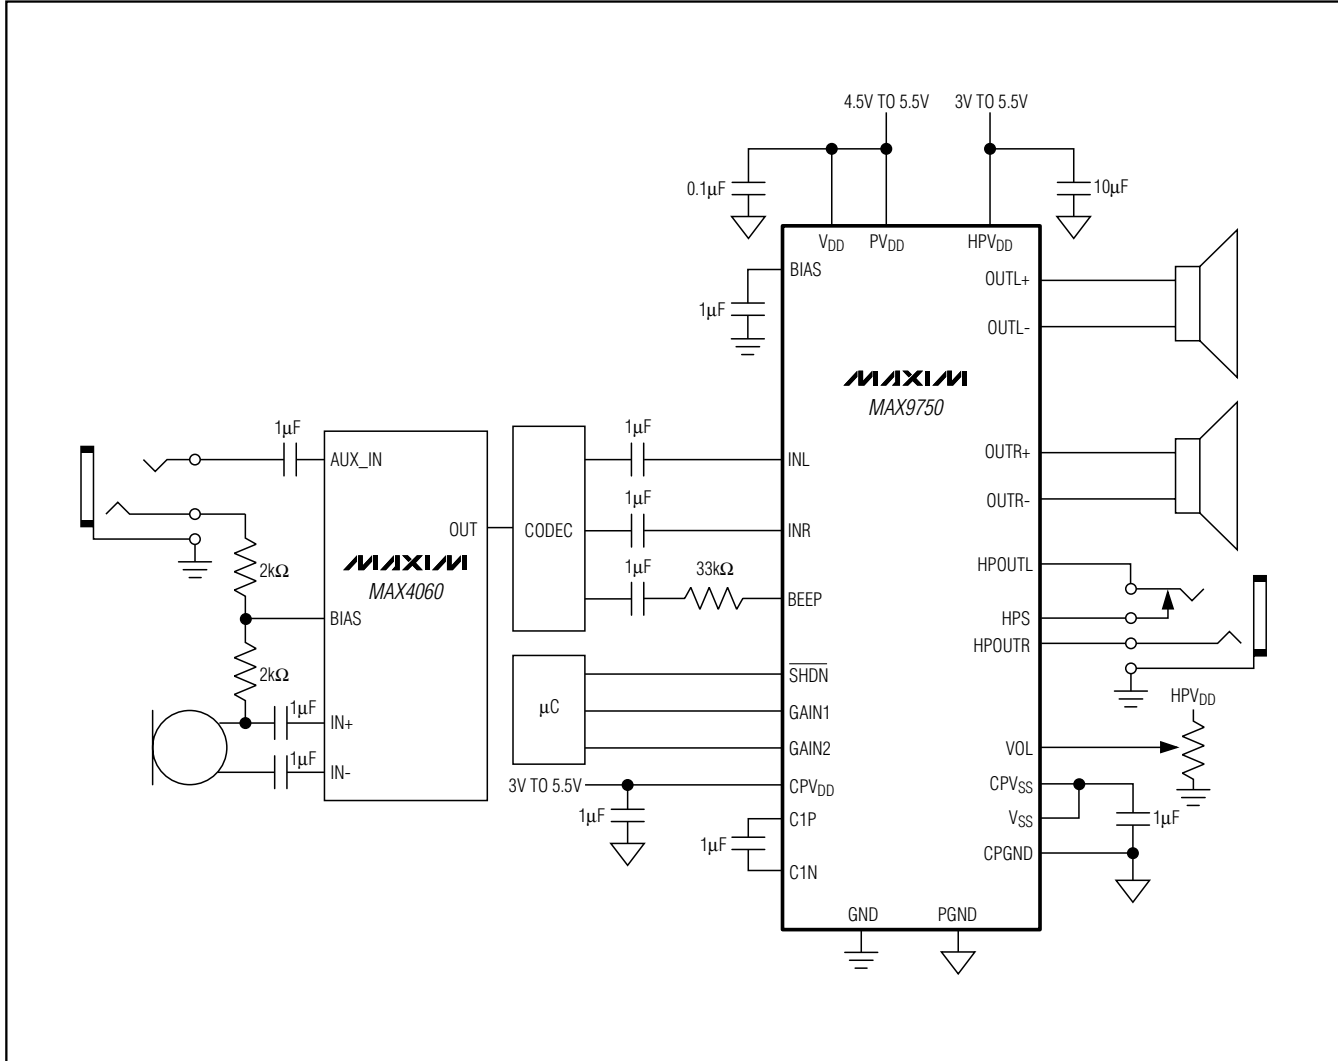 4.5V TO 5.5V
3V TO 5.5V
0.1µF
10µF
VDD
PVDD
HPVDD
BIAS
1µF
OUTL+
OUTL-
MAXIM
MAX9750
1µF
AUX_IN
OUT
MAXIM
MAX4060
2kΩ
BIAS
2kΩ
1µF
IN+
1µF
IN-
CODEC
1µF
INL
1µF
INR
1µF
33kΩ
BEEP
µC
SHDN
GAIN1
GAIN2
3V TO 5.5V
CPVDD
1µF
C1P
1µF
C1N
OUTR+
OUTR-
HPOUTL
HPS
HPOUTR
HPVDD
VOL
CPVSS
VSS
1µF
CPGND
GND
PGND